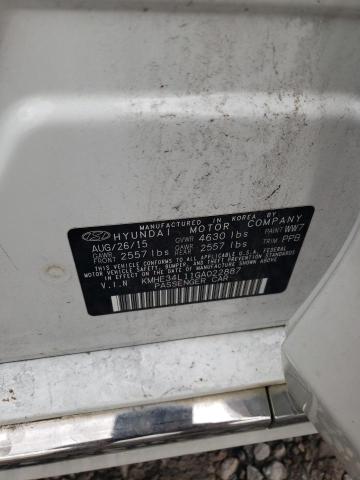 MANUFACTURED IN KOREA BY
HYUNDAI MOTOR COMPANY
AUG/26/15 GVWR 4630 lbs PAINT WW7
GAWR FRONT 2557 lbs GAWR REAR 2557 lbs TRIM PPB
THIS VEHICLE CONFORMS TO ALL APPLICABLE U.S.A FEDERAL
MOTOR VEHICLE SAFETY, BUMPER, AND THEFT PREVENTION
STANDARDS IN EFFECT ON THE DATE OF MANUFACTURE SHOWN ABOVE.
V.I.N KMHE34L11GA022887
PASSENGER CAR